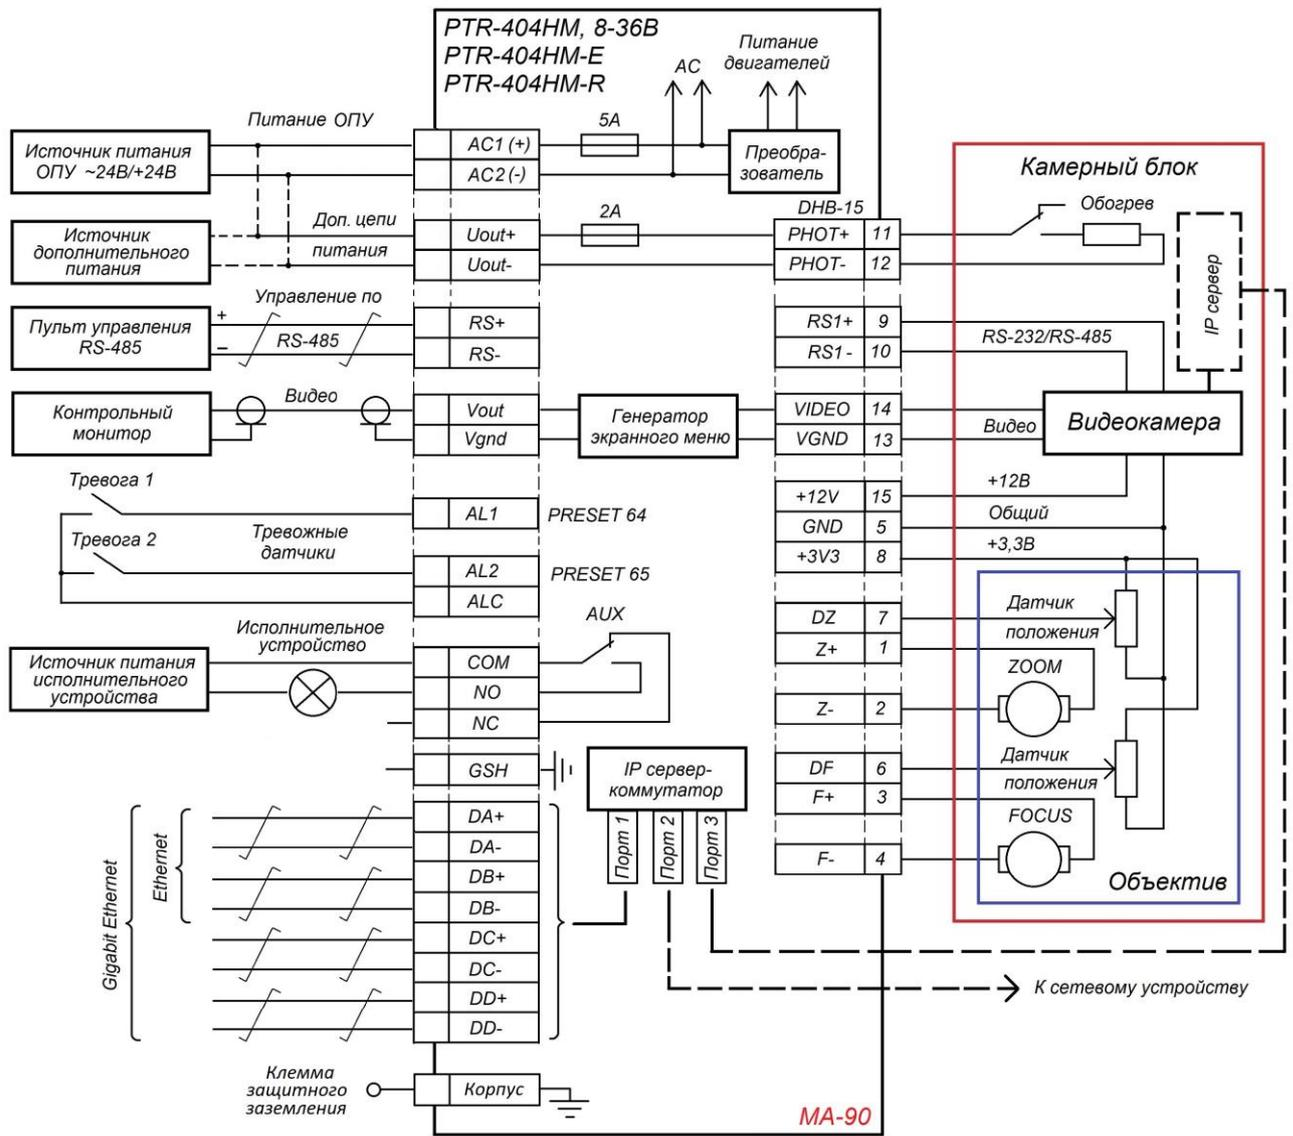 PTR-404HM, 8-36В
PTR-404HM-E
PTR-404HM-R
AC
Питание
двигателей
Питание ОПУ
Источник питания
ОПУ ~24В/+24В
AC1 (+)
AC2 (-)
5А
Преобра-
зователь
Источник
дополнительного
питания
Доп. цепи
питания
Uout+
Uout-
2А
DHB-15
PHOT+ 11
PHOT- 12
Камерный блок
Обогрев
IP сервер
Управление по
RS-485
Пульт управления
RS-485
+
−
RS+
RS-
RS1+ 9
RS1- 10
RS-232/RS-485
Контрольный
монитор
Видео
Vout
Vgnd
Генератор
экранного меню
VIDEO 14
VGND 13
Видео
Видеокамера
Тревога 1
Тревога 2
Тревожные
датчики
AL1
PRESET 64
AL2
PRESET 65
ALC
+12V 15
GND 5
+3V3 8
+12В
Общий
+3,3В
Исполнительное
устройство
Источник питания
исполнительного
устройства
COM
NO
NC
AUX
DZ 7
Z+ 1
Z- 2
Датчик
положения
ZOOM
GSH
IP сервер-
коммутатор
Порт 1
Порт 2
Порт 3
DF 6
F+ 3
F- 4
Датчик
положения
FOCUS
Объектив
Gigabit Ethernet
Ethernet
DA+
DA-
DB+
DB-
DC+
DC-
DD+
DD-
К сетевому устройству
Клемма
защитного
заземления
Корпус
МА-90